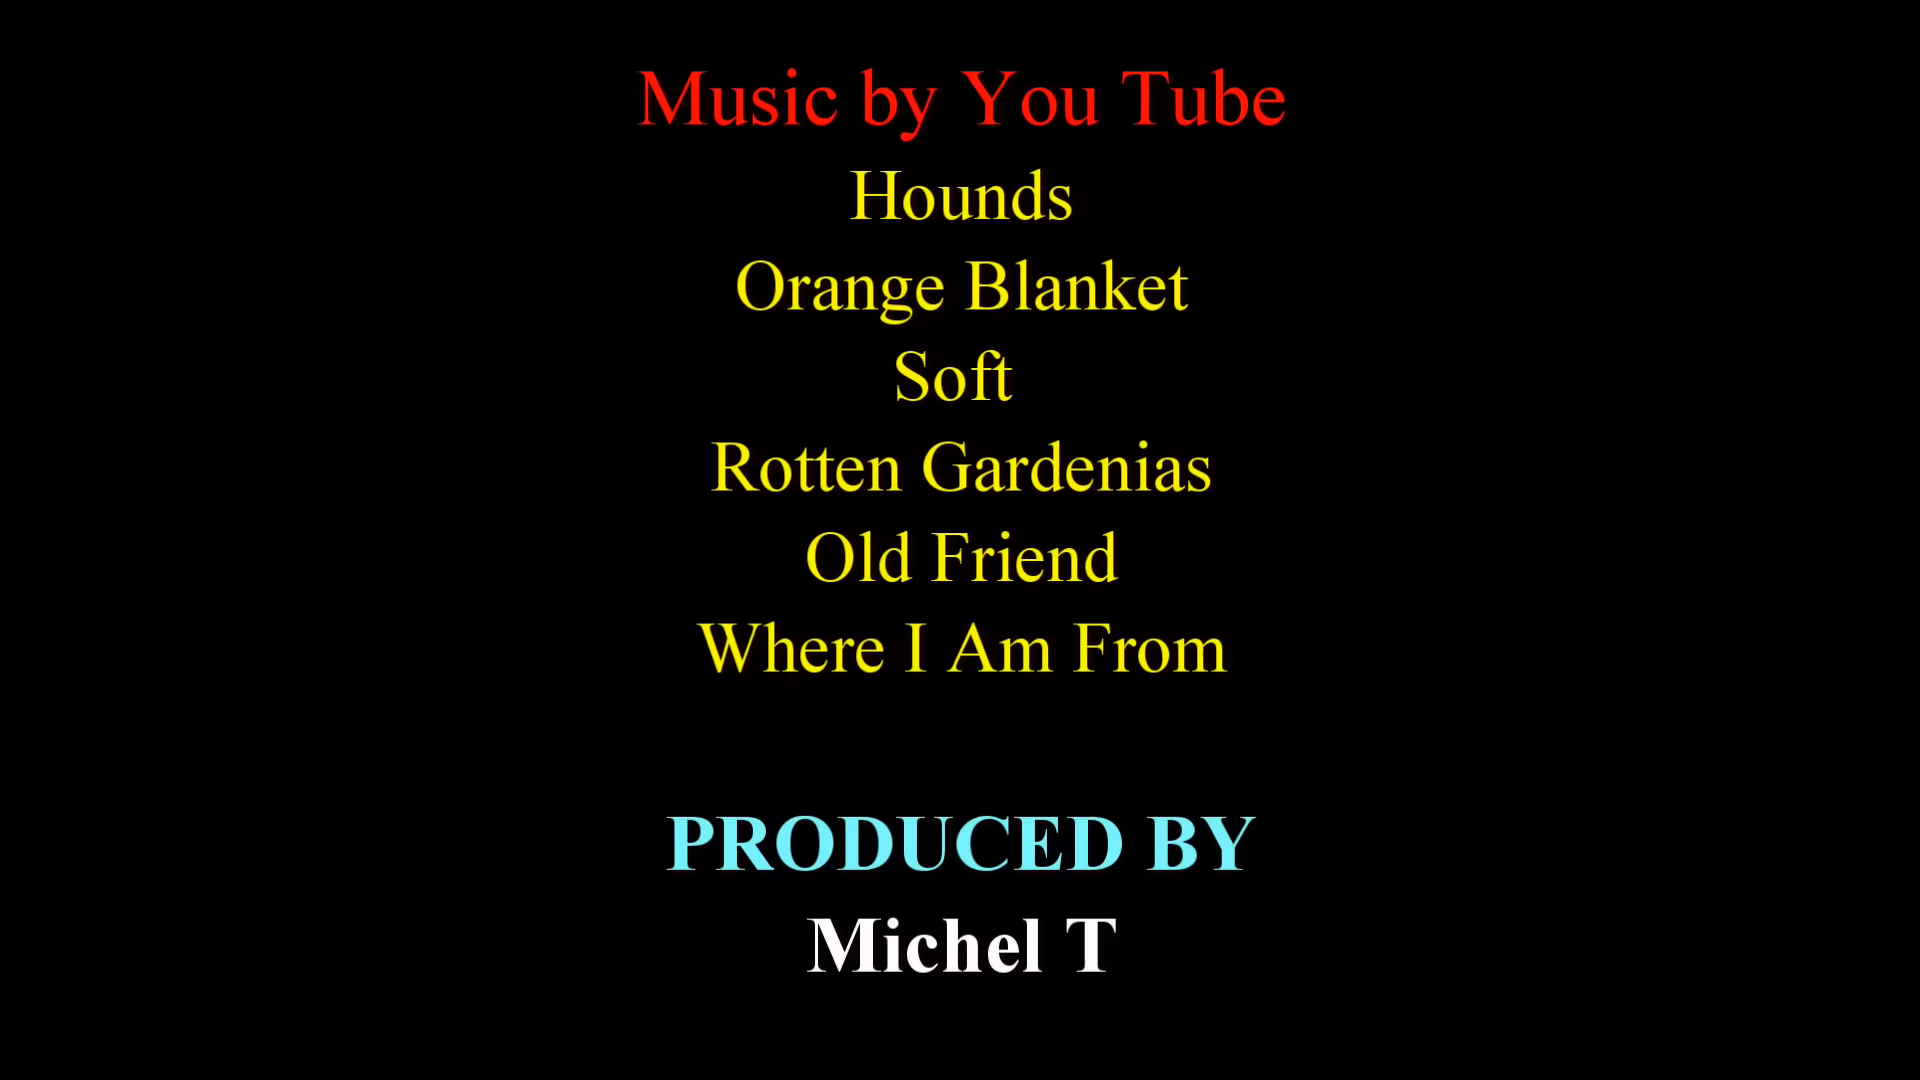 Music by You Tube
Hounds
Orange Blanket
Soft
Rotten Gardenias
Old Friend
Where I Am From
PRODUCED BY
Michel T